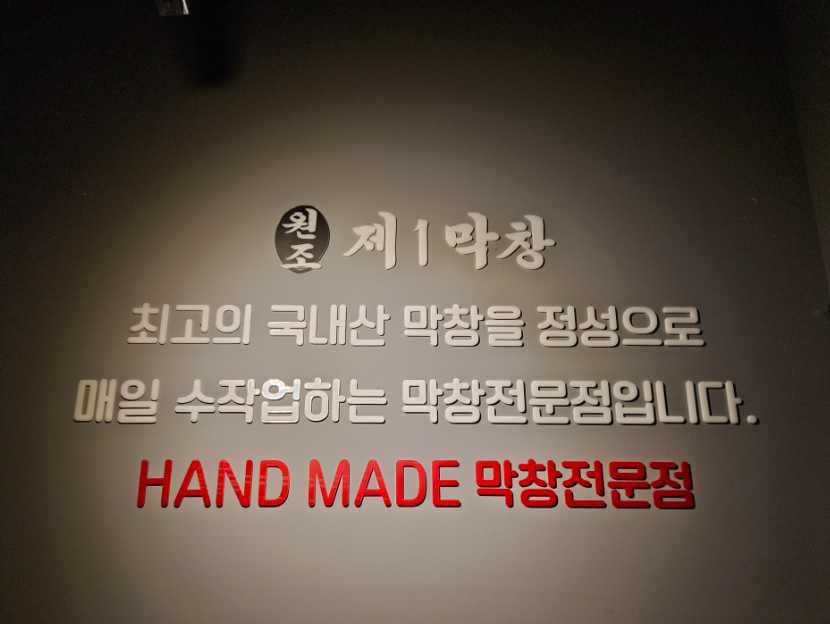 원조 제1막창
최고의 국내산 막창을 정성으로
매일 수작업하는 막창전문점입니다.
HAND MADE 막창전문점